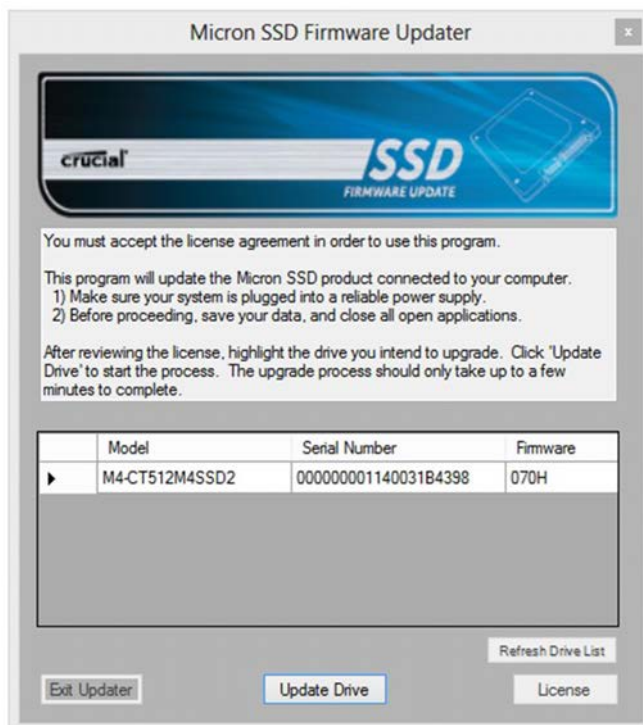 Micron SSD Firmware Updater
x
crucial
SSD
FIRMWARE UPDATE
You must accept the license agreement in order to use this program.
This program will update the Micron SSD product connected to your computer.
1) Make sure your system is plugged into a reliable power supply.
2) Before proceeding, save your data, and close all open applications.
After reviewing the license, highlight the drive you intend to upgrade. Click 'Update
Drive' to start the process. The upgrade process should only take up to a few
minutes to complete.
Model Serial Number Firmware
M4-CT512M4SSD2 000000001140031B4398 070H
Refresh Drive List
Exit Updater Update Drive License